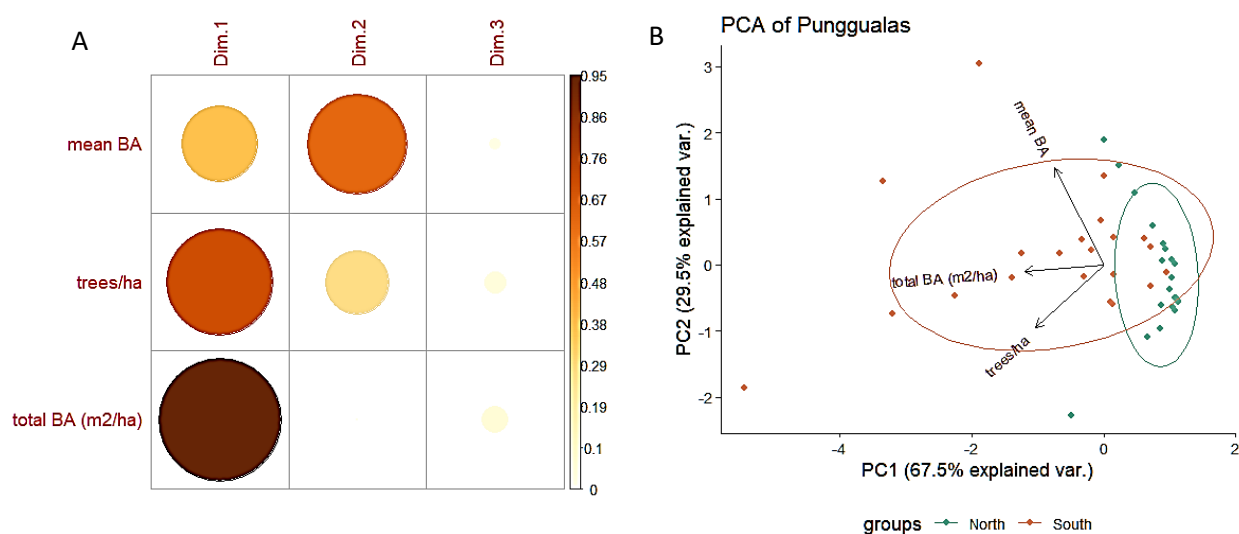 A
Dim.1
Dim.2
Dim.3
mean BA
trees/ha
total BA (m2/ha)
0.95
0.86
0.76
0.67
0.57
0.48
0.38
0.29
0.19
0.1
0
B
PCA of Punggualas
PC2 (29.5% explained var.)
3
2
1
0
-1
-2
mean BA
total BA (m2/ha)
trees/ha
-4
-2
0
2
PC1 (67.5% explained var.)
groups North South